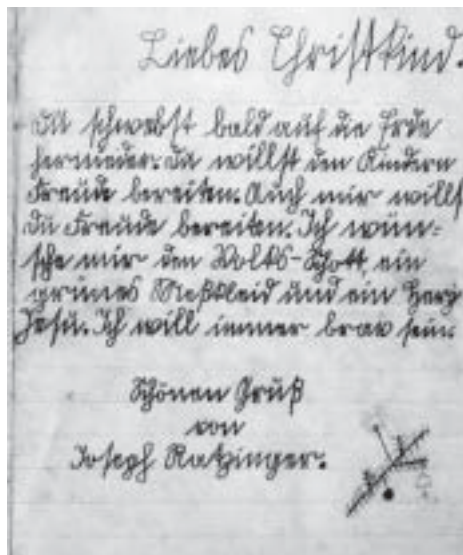 Liebes Christkind.
Du schwebst bald auf die Erde
hernieder. Du willst den Kindern
Freude bereiten. Auch mir willst
Du Freude bereiten. Ich wün-
sche mir den Volks-Schott, ein
grünes Meßkleid und ein Herz
Jesu. Ich will immer brav sein.
Schönen Gruß
von
Joseph Ratzinger.